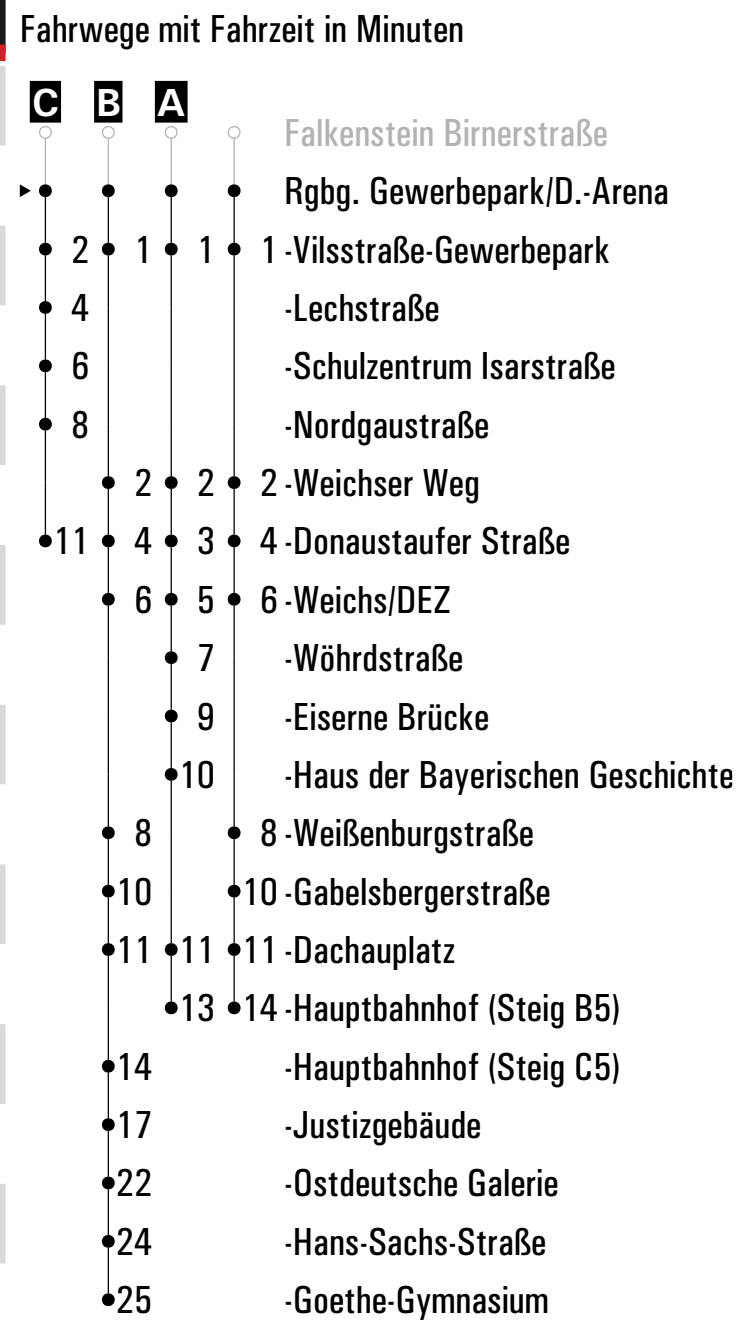 Fahrwege mit Fahrzeit in Minuten
C B A
Falkenstein Birnerstraße
Rgbg. Gewerbepark/D.-Arena
2 1 1 1 -Vilsstraße-Gewerbepark
4 -Lechstraße
6 -Schulzentrum Isarstraße
8 -Nordgaustraße
2 2 2 -Weichser Weg
11 4 3 4 -Donaustaufer Straße
6 5 6 -Weichs/DEZ
7 -Wöhrdstraße
9 -Eiserne Brücke
10 -Haus der Bayerischen Geschichte
8 8 -Weißenburgstraße
10 10 -Gabelsbergerstraße
11 11 11 -Dachauplatz
13 14 -Hauptbahnhof (Steig B5)
14 -Hauptbahnhof (Steig C5)
17 -Justizgebäude
22 -Ostdeutsche Galerie
24 -Hans-Sachs-Straße
25 -Goethe-Gymnasium